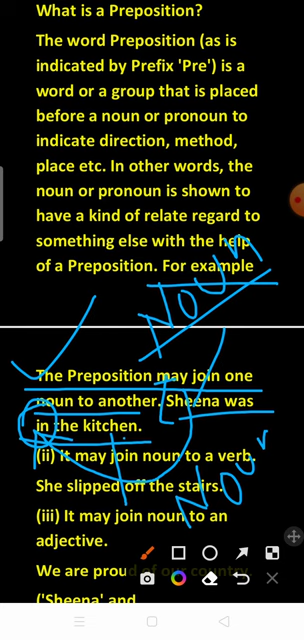 What is a Preposition?
The word Preposition (as is
indicated by Prefix 'Pre') is a
word or a group that is placed
before a noun or pronoun to
indicate direction, method,
place etc. In other words, the
noun or pronoun is shown to
have a kind of relate regard to
something else with the help
of a Preposition. For example
Noun
The Preposition may join one
noun to another. Sheena was
in the kitchen.
(ii) It may join noun to a verb.
Noun
She slipped off the stairs.
(iii) It may join noun to an
adjective.
We are proud of our country.
('Sheena' and